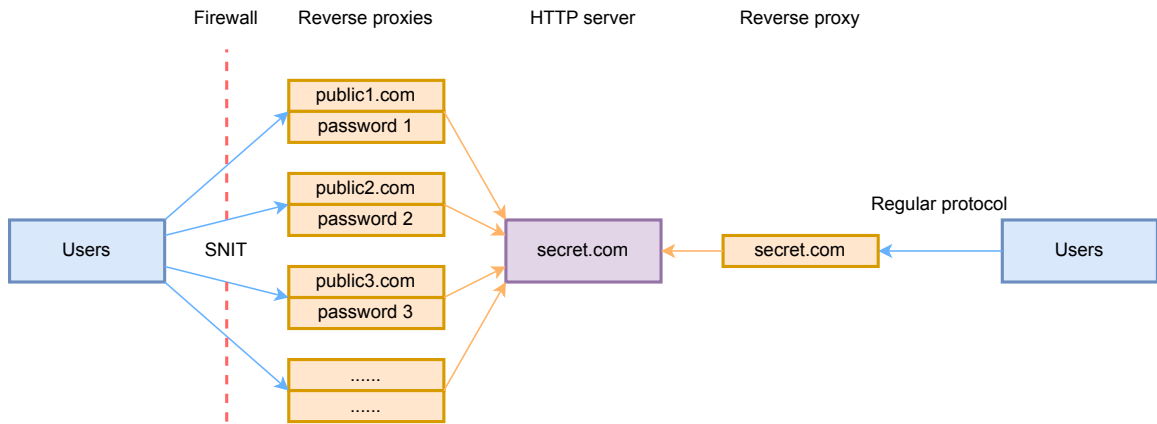 Firewall
Reverse proxies
HTTP server
Reverse proxy
public1.com
password 1
public2.com
password 2
Users
SNIT
public3.com
password 3
......
......
secret.com
secret.com
Regular protocol
Users